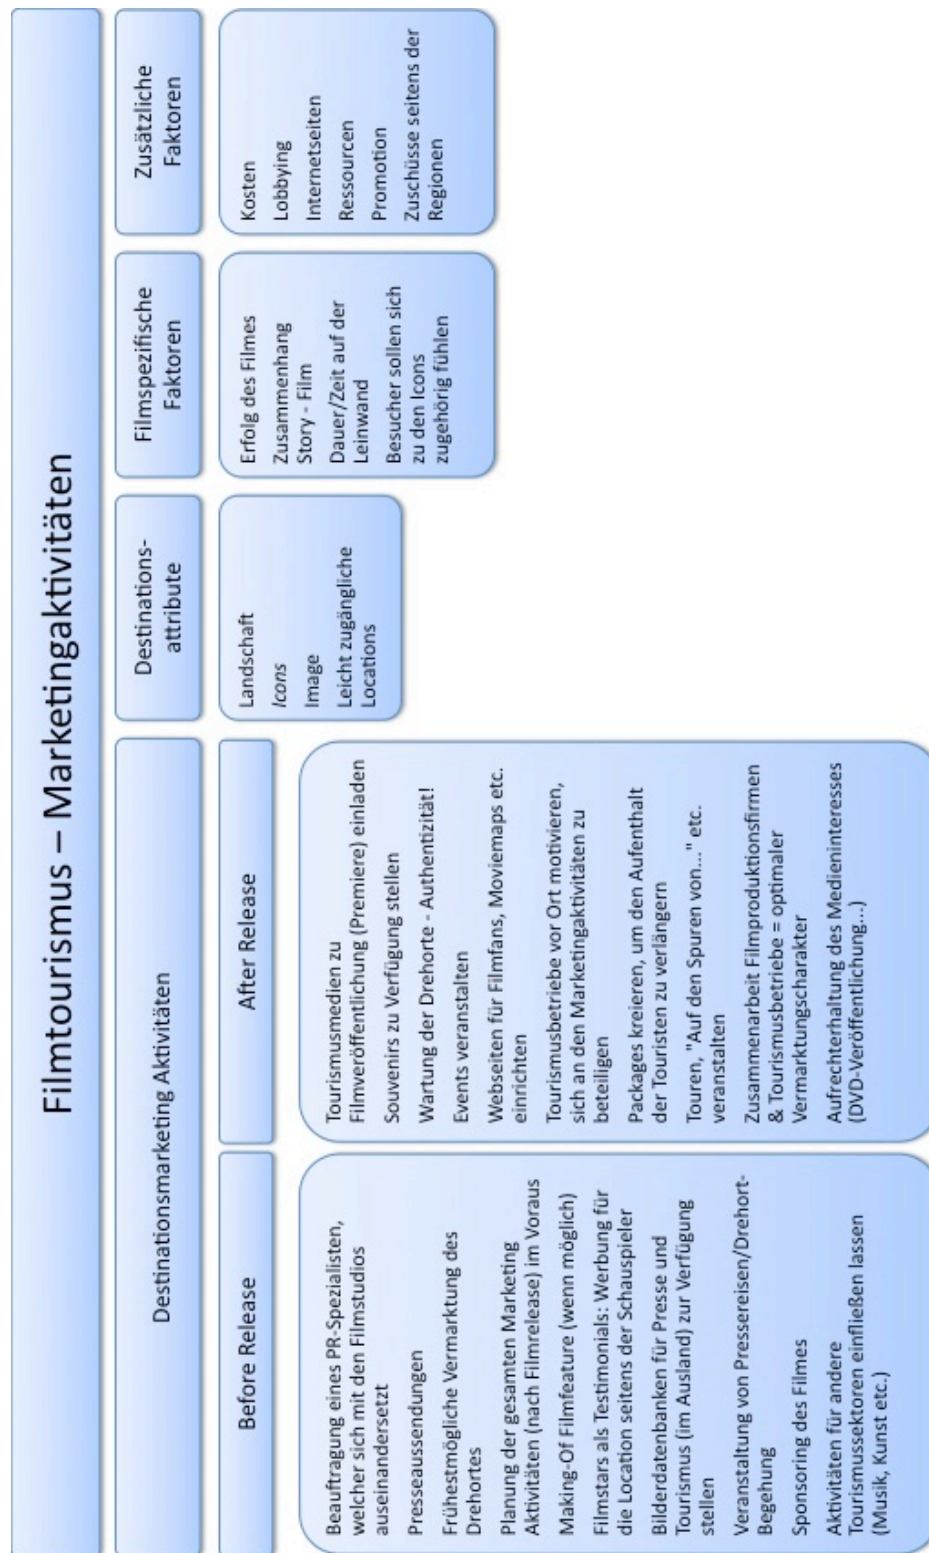 Filmtourismus – Marketingaktivitäten
Destinationsmarketing Aktivitäten
Before Release
Beauftragung eines PR-Spezialisten,
welcher sich mit den Filmstudios
auseinandersetzt
Presseaussendungen
Frühestmögliche Vermarktung des
Drehortes
Planung der gesamten Marketing
Aktivitäten (nach Filmrelease) im Voraus
Making-Of Filmfeature (wenn möglich)
Filmstars als Testimonials: Werbung für
die Location seitens der Schauspieler
Bilderdatenbanken für Presse und
Tourismus (im Ausland) zur Verfügung
stellen
Veranstaltung von Pressereisen/Drehort-
Begehung
Sponsoring des Filmes
Aktivitäten für andere
Tourismussektoren einfließen lassen
(Musik, Kunst etc.)
After Release
Tourismusmedien zu
Filmveröffentlichung (Premiere) einladen
Souvenirs zu Verfügung stellen
Wartung der Drehorte - Authentizität!
Events veranstalten
Webseiten für Filmfans, Moviemaps etc.
einrichten
Tourismusbetriebe vor Ort motivieren,
sich an den Marketingaktivitäten zu
beteiligen
Packages kreieren, um den Aufenthalt
der Touristen zu verlängern
Touren, "Auf den Spuren von..." etc.
veranstalten
Zusammenarbeit Filmproduktionsfirmen
& Tourismusbetriebe = optimaler
Vermarktungscharakter
Aufrechterhaltung des Medieninteresses
(DVD-Veröffentlichung...)
Destinations-
attribute
Landschaft
Icons
Image
Leicht zugängliche
Locations
Filmspezifische
Faktoren
Erfolg des Filmes
Zusammenhang
Story - Film
Dauer/Zeit auf der
Leinwand
Besucher sollen sich
zu den Icons
zugehörig fühlen
Zusätzliche
Faktoren
Kosten
Lobbying
Internetseiten
Ressourcen
Promotion
Zuschüsse seitens der
Regionen